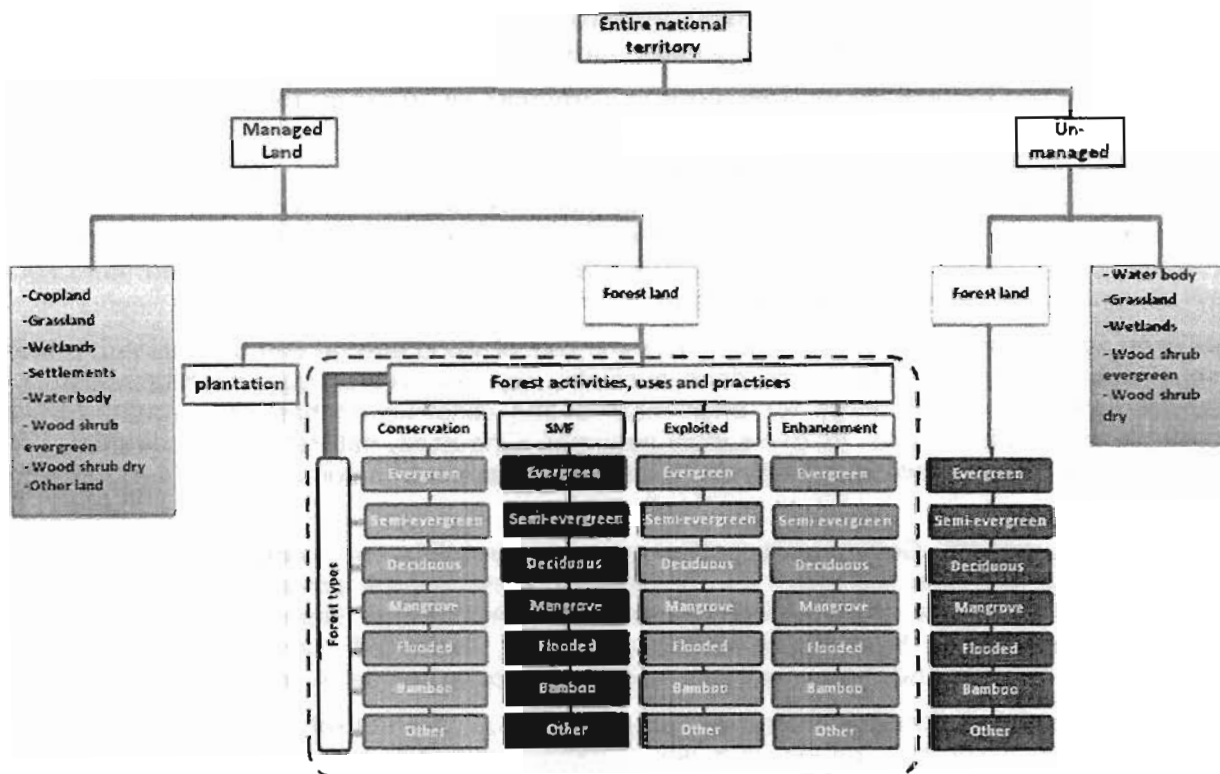 Entire national
territory
Managed
Land
Un-
managed
-Cropland
-Grassland
-Wetlands
-Settlements
-Water body
- Wood shrub
evergreen
- Wood shrub dry
-Other land
Forest land
Forest land
- Water body
- Grassland
- Wetlands
- Wood shrub
evergreen
- Wood shrub
dry
plantation
Forest activities, uses and practices
Conservation
SMF
Exploited
Enhancement
Forest types
Evergreen
Evergreen
Evergreen
Evergreen
Evergreen
Semi-evergreen
Semi-evergreen
Semi-evergreen
Semi-evergreen
Semi-evergreen
Deciduous
Deciduous
Deciduous
Deciduous
Deciduous
Mangrove
Mangrove
Mangrove
Mangrove
Mangrove
Flooded
Flooded
Flooded
Flooded
Flooded
Bamboo
Bamboo
Bamboo
Bamboo
Bamboo
Other
Other
Other
Other
Other